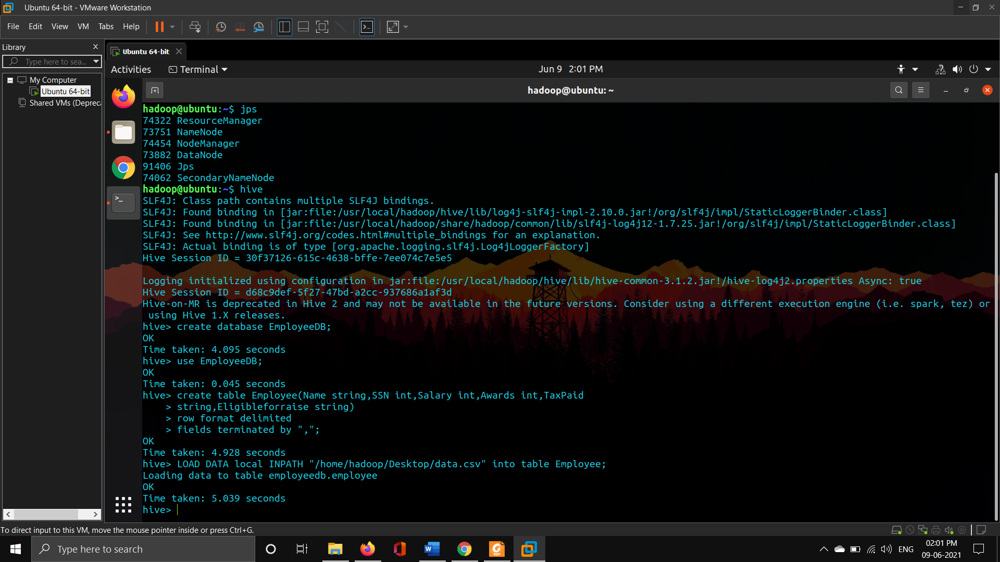 Ubuntu 64-bit - VMware Workstation
File Edit View VM Tabs Help
Library
Type here to sea...
My Computer
Ubuntu 64-bit
Shared VMs (Depreca
Ubuntu 64-bit
Activities Terminal Jun 9 2:01 PM
hadoop@ubuntu: ~
hadoop@ubuntu:~$ jps
74322 ResourceManager
73751 NameNode
74454 NodeManager
73882 DataNode
91406 Jps
74062 SecondaryNameNode
hadoop@ubuntu:~$ hive
SLF4J: Class path contains multiple SLF4J bindings.
SLF4J: Found binding in [jar:file:/usr/local/hadoop/hive/lib/log4j-slf4j-impl-2.10.0.jar!/org/slf4j/impl/StaticLoggerBinder.class]
SLF4J: Found binding in [jar:file:/usr/local/hadoop/share/hadoop/common/lib/slf4j-log4j12-1.7.25.jar!/org/slf4j/impl/StaticLoggerBinder.class]
SLF4J: See http://www.slf4j.org/codes.html#multiple_bindings for an explanation.
SLF4J: Actual binding is of type [org.apache.logging.slf4j.Log4jLoggerFactory]
Hive Session ID = 30f37126-615c-4638-bffe-7ee074c7e5e5
Logging initialized using configuration in jar:file:/usr/local/hadoop/hive/lib/hive-common-3.1.2.jar!/hive-log4j2.properties Async: true
Hive Session ID = d68c9def-5f27-47bd-a2cc-937686a1af3d
Hive-on-MR is deprecated in Hive 2 and may not be available in the future versions. Consider using a different execution engine (i.e. spark, tez) or
using Hive 1.X releases.
hive> create database EmployeeDB;
OK
Time taken: 4.095 seconds
hive> use EmployeeDB;
OK
Time taken: 0.045 seconds
hive> create table Employee(Name string,SSN int,Salary int,Awards int,TaxPaid
> string,Eligibleforraise string)
> row format delimited
> fields terminated by ",";
OK
Time taken: 4.928 seconds
hive> LOAD DATA local INPATH "/home/hadoop/Desktop/data.csv" into table Employee;
Loading data to table employeedb.employee
OK
Time taken: 5.039 seconds
hive>
To direct input to this VM, move the mouse pointer inside or press Ctrl+G.
Type here to search
ENG
02:01 PM
09-06-2021